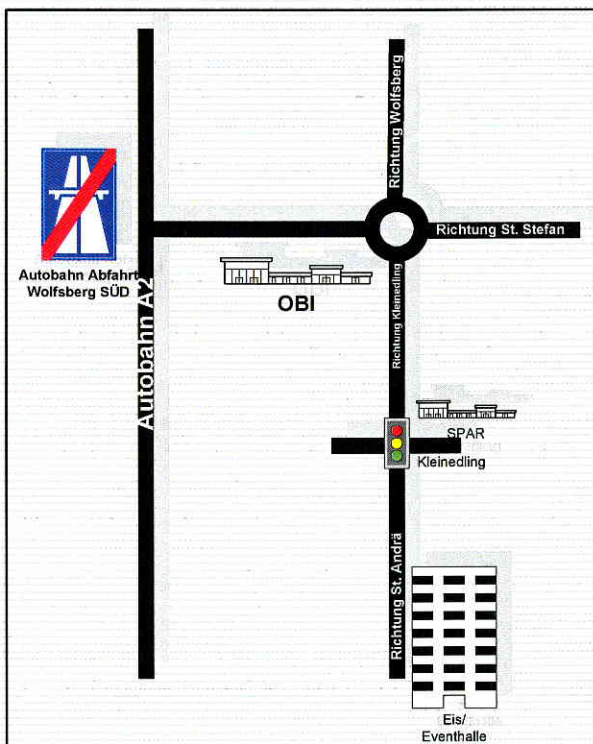 Richtung Wolfsberg
Richtung St. Stefan
Autobahn Abfahrt
Wolfsberg SÜD
Autobahn A2
OBI
Richtung Kleinedling
SPAR
Kleinedling
Richtung St. Andrä
Eis/
Eventhalle